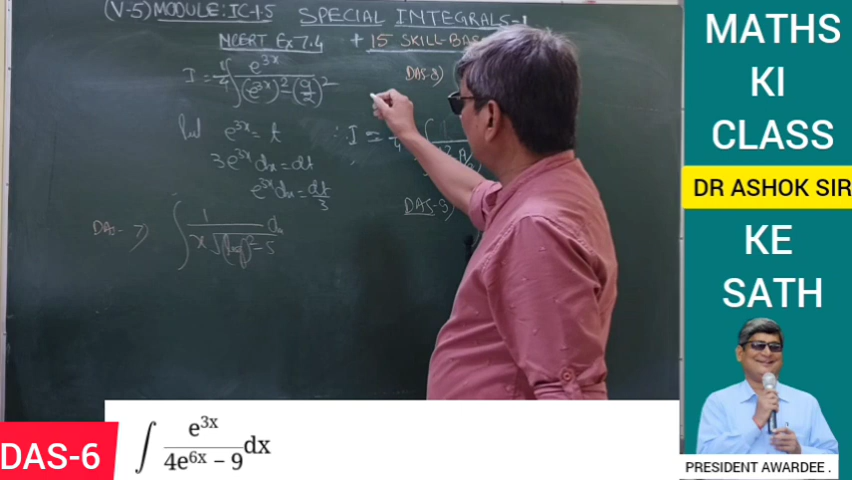 (V-5) MODULE: IC-1.5 SPECIAL INTEGRALS-1
NCERT Ex 7.4 + 15 SKILL-BAS
I = 1/4 ∫ e^3x / (e^3x)² - (9/2)²
DAS-8)
Put e^3x = t
∴ I = 1/4 ∫
3e^3x dx = dt
e^3x dx = dt/3
DAS-9)
DAS-7) ∫ 1 / x √ - 5 dx
MATHS
KI
CLASS
DR ASHOK SIR
KE
SATH
PRESIDENT AWARDEE .
DAS-6
∫ e^3x / 4e^6x − 9 dx